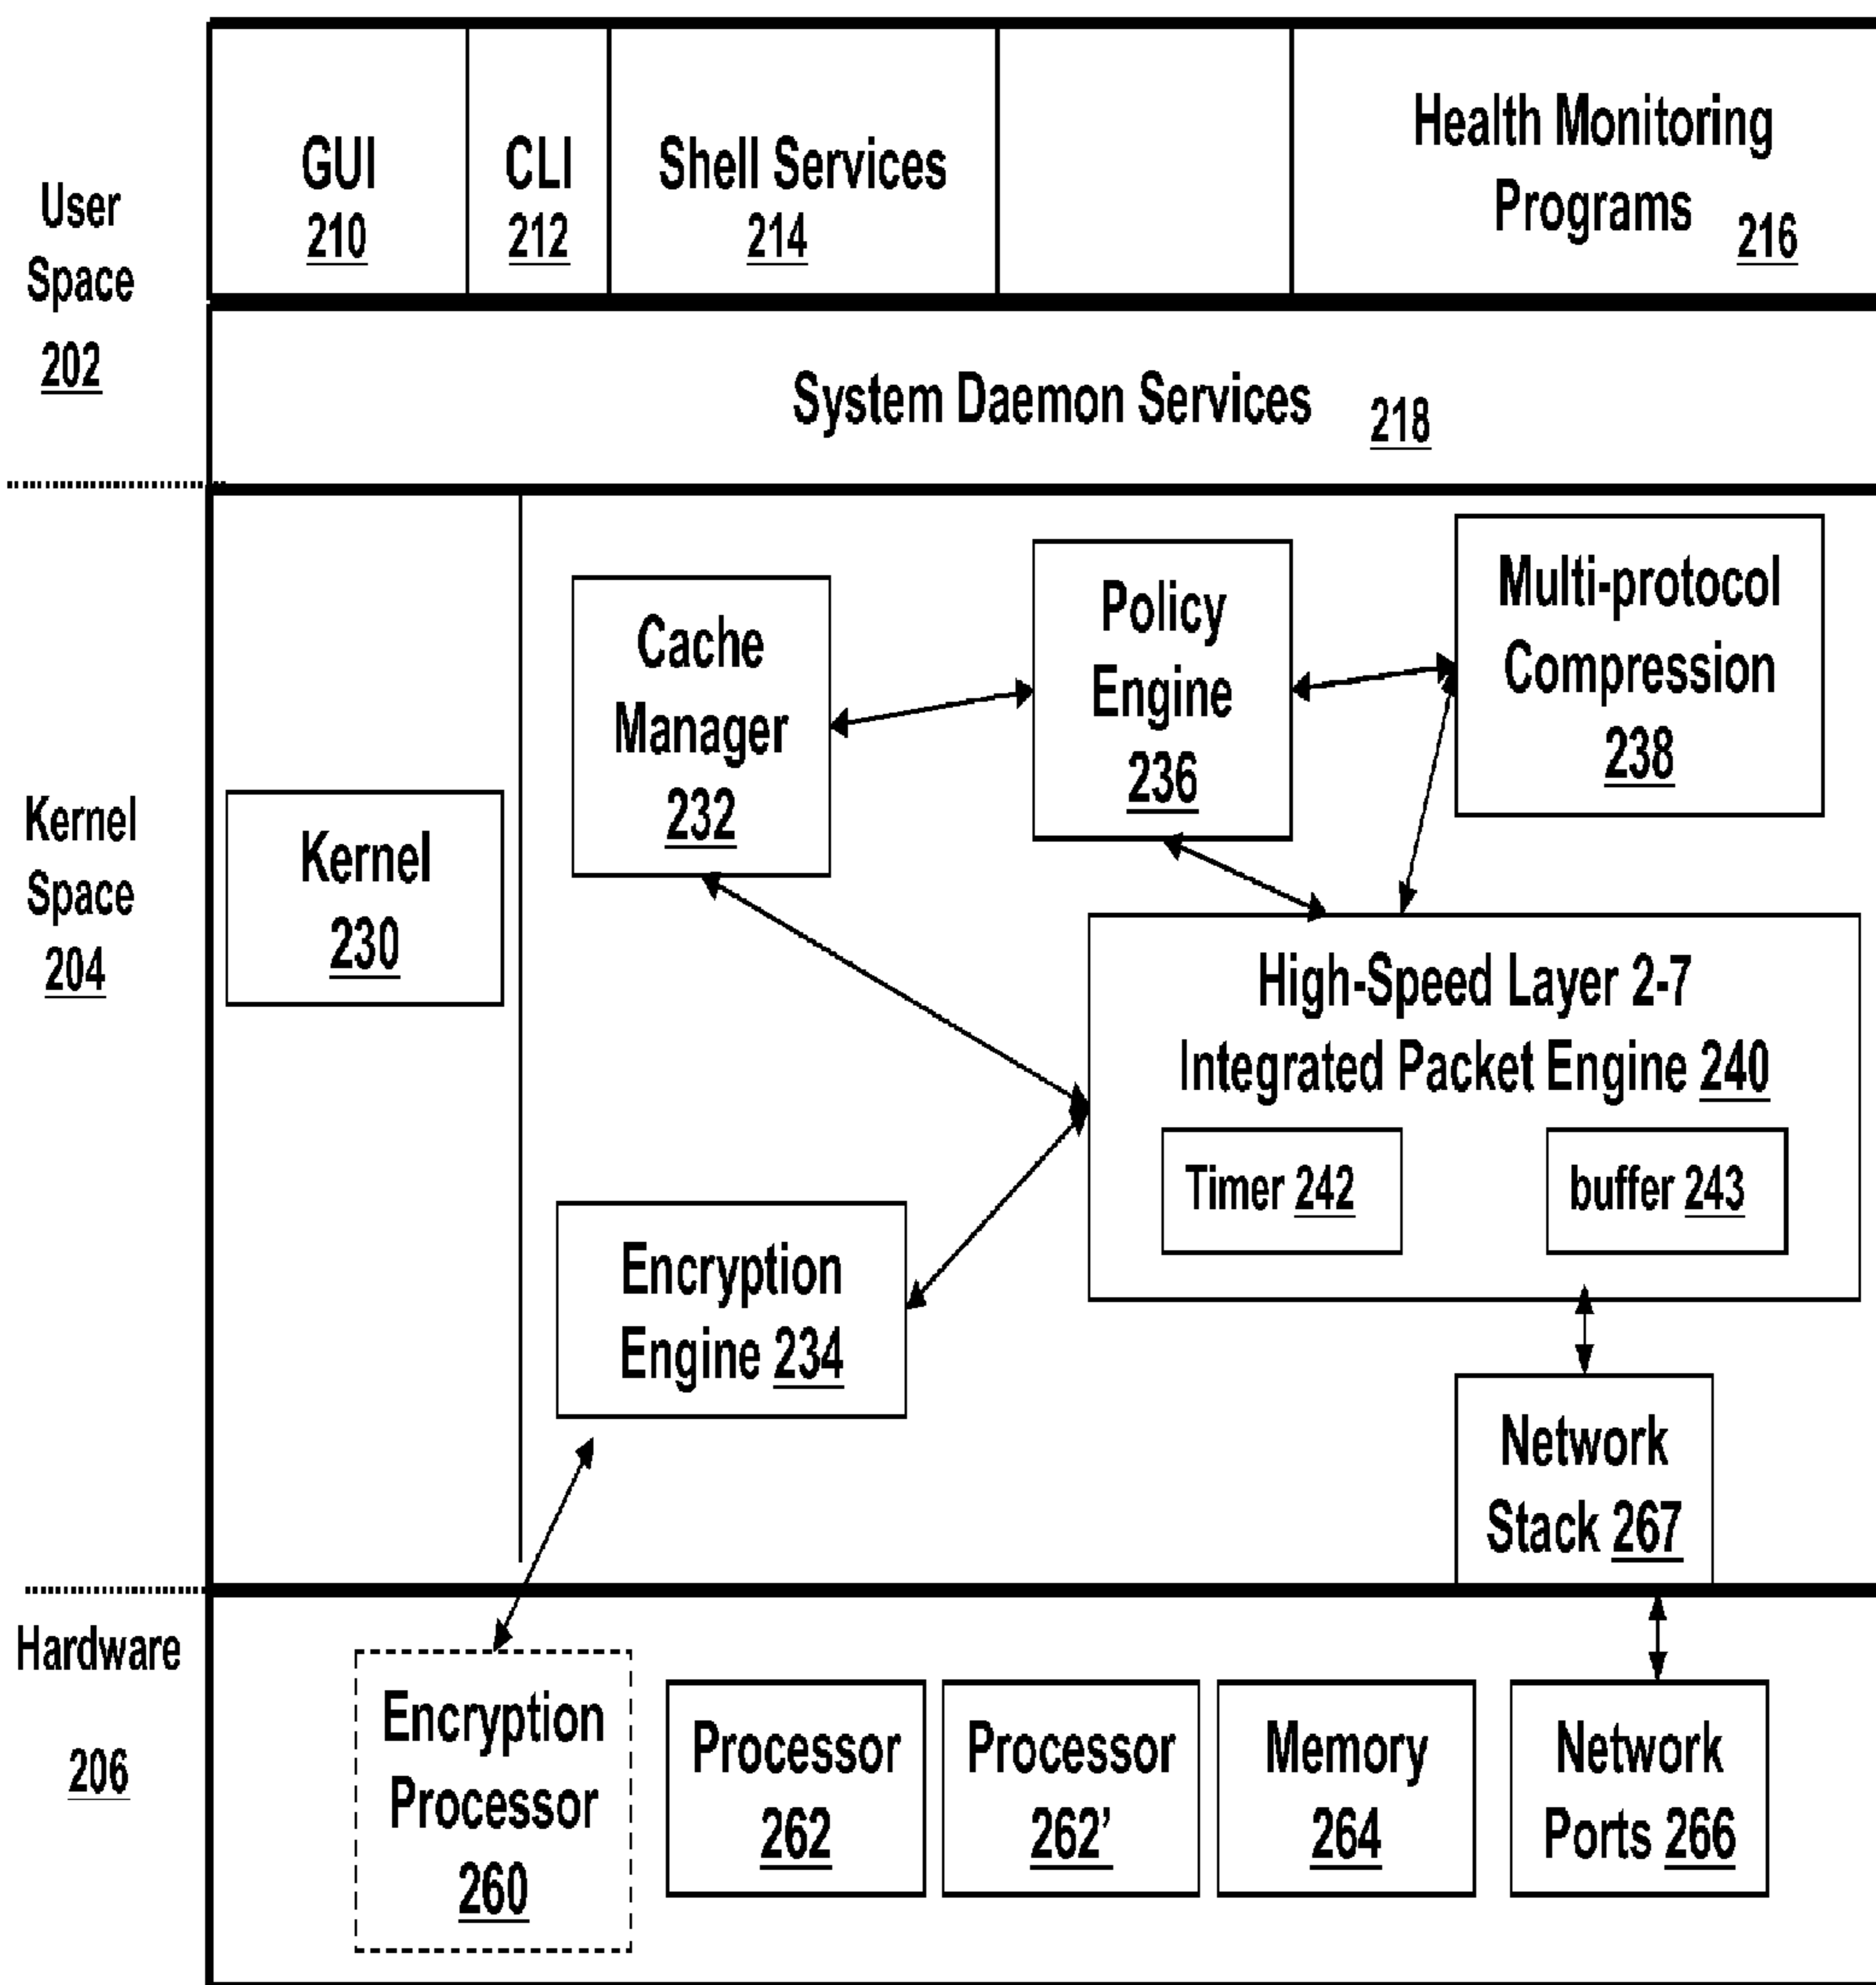 User
Space
202
GUI
210
CLI
212
Shell Services
214
Health Monitoring
Programs 216
System Daemon Services 218
Kernel
Space
204
Kernel
230
Cache
Manager
232
Policy
Engine
236
Multi-protocol
Compression
238
High-Speed Layer 2-7
Integrated Packet Engine 240
Timer 242
buffer 243
Encryption
Engine 234
Network
Stack 267
Hardware
206
Encryption
Processor
260
Processor
262
Processor
262’
Memory
264
Network
Ports 266